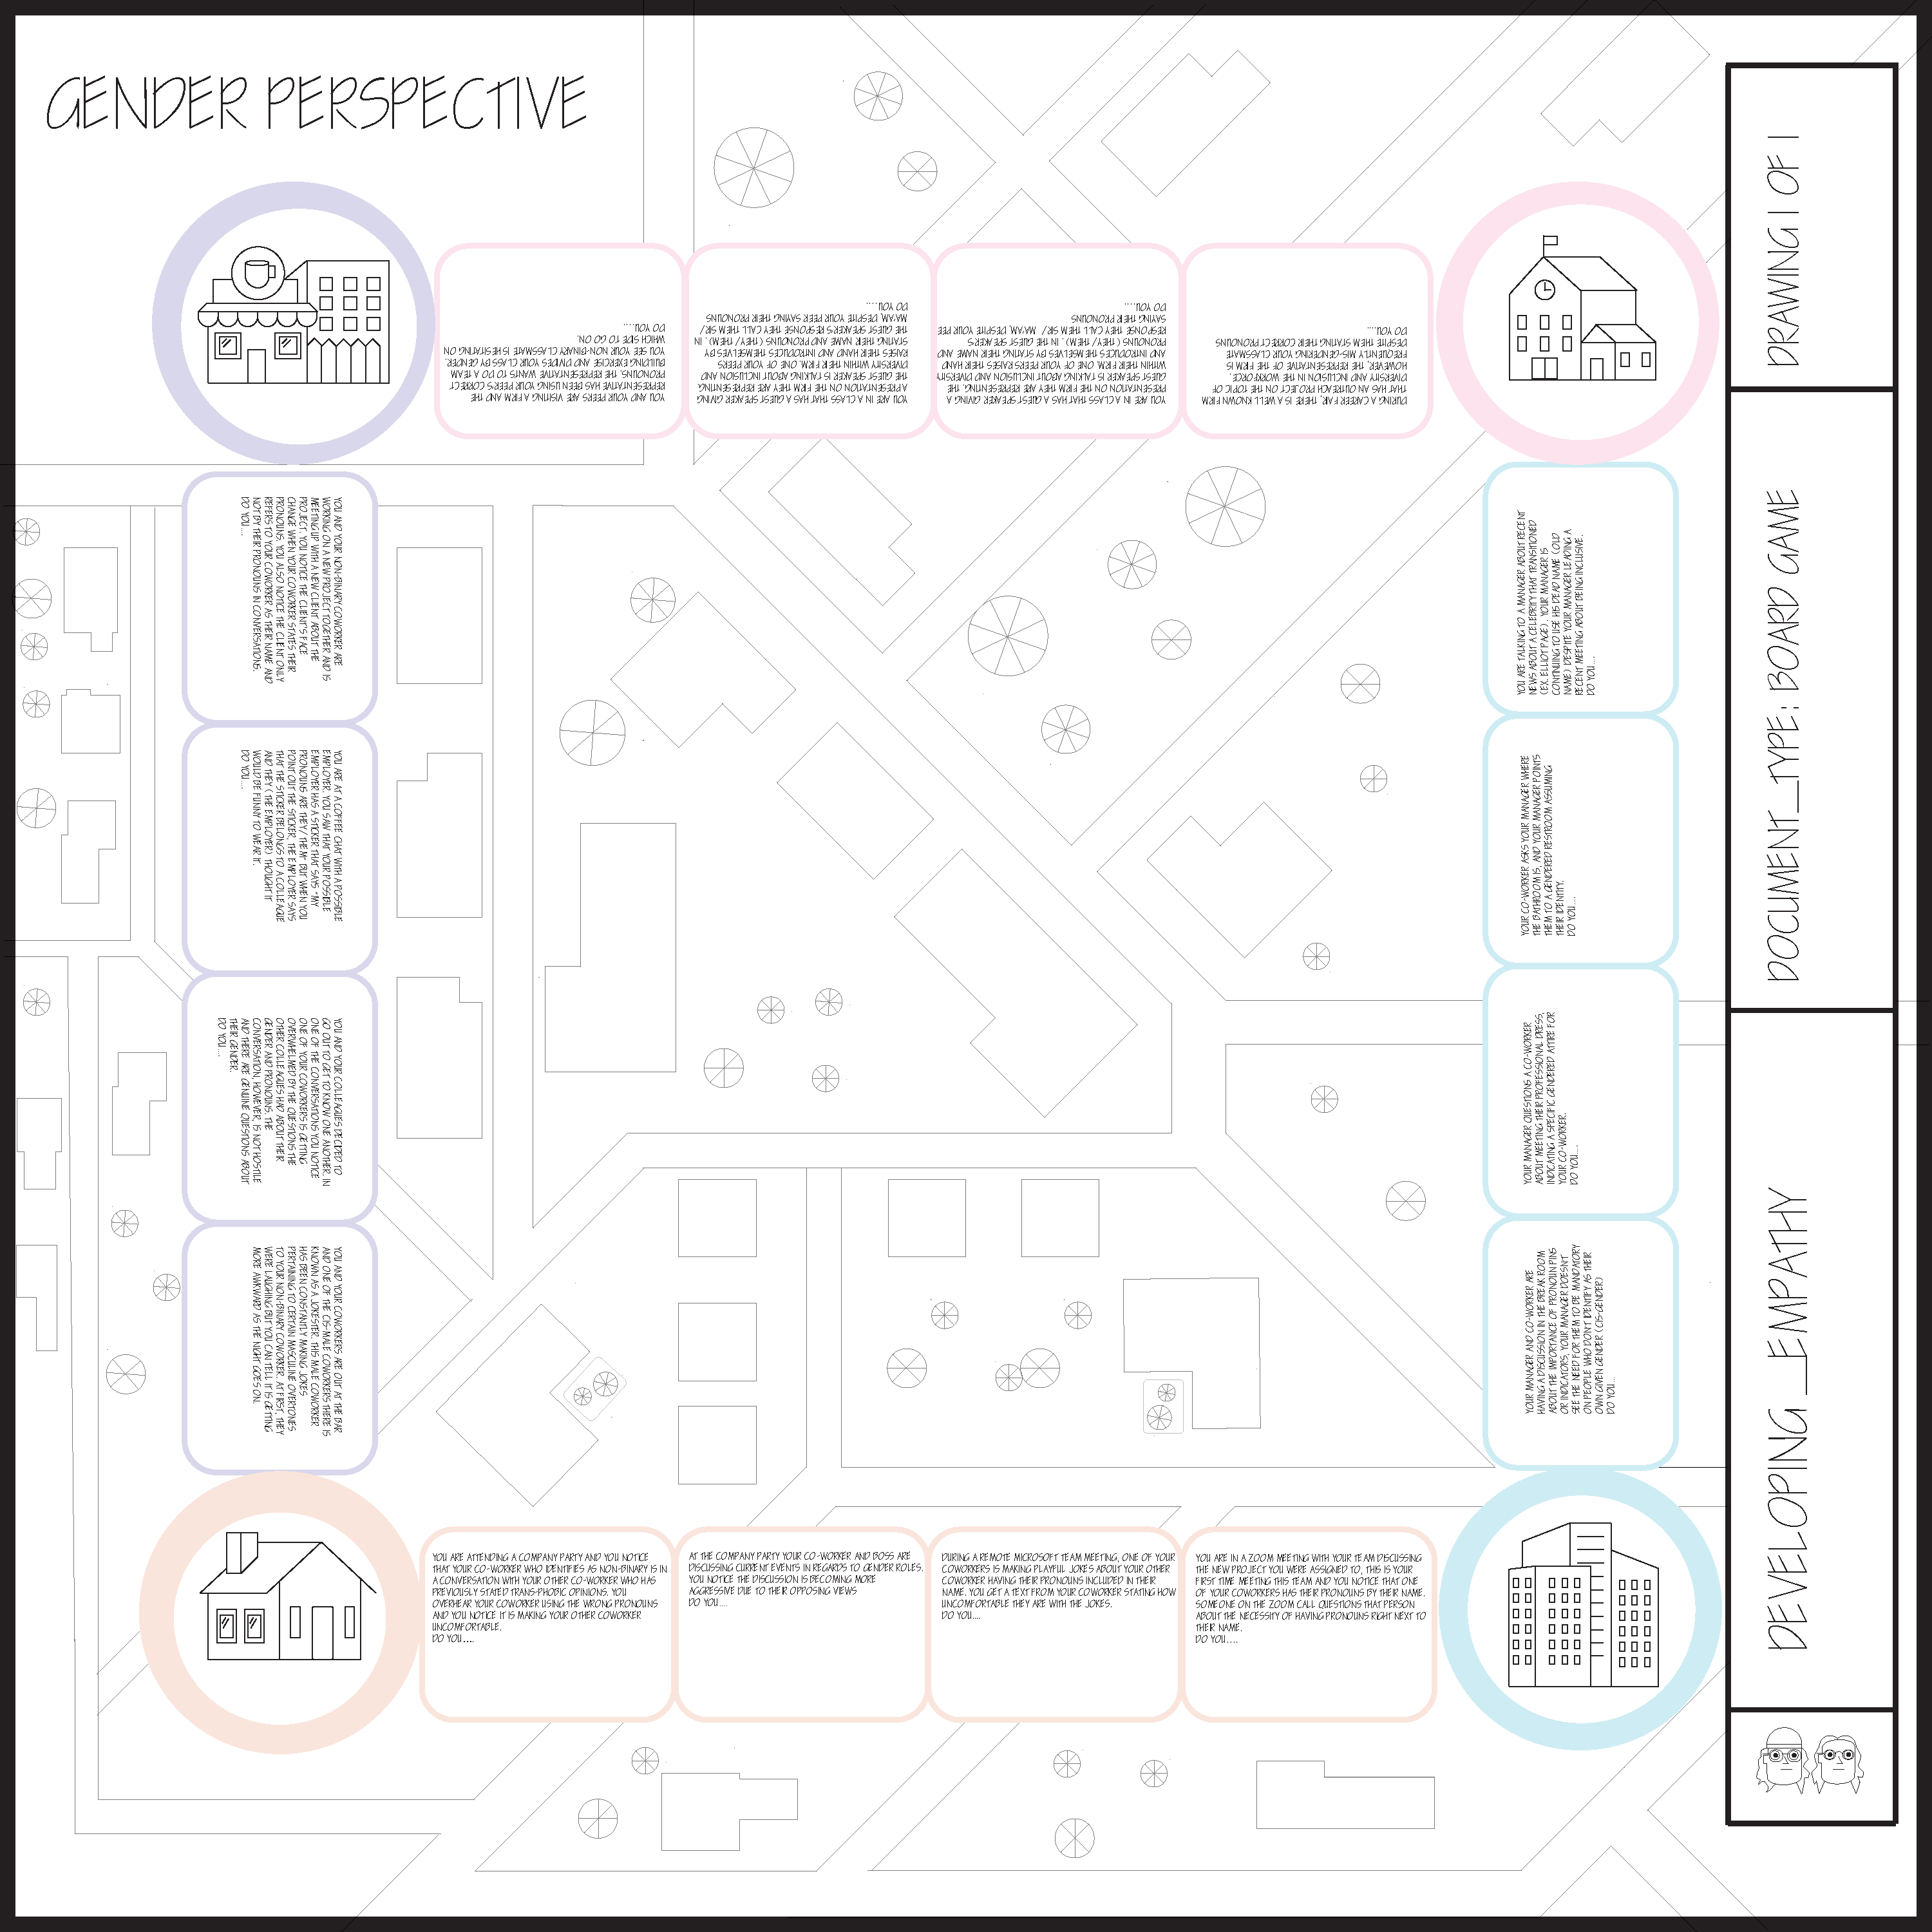 GENDER PERSPECTIVE
YOU AND YOUR PEERS ARE VISITING A FIRM AND THE
REPRESENTATIVE HAS BEEN USING YOUR PEERS CORRECT
PRONOUNS. THE REPRESENTATIVE WANTS TO DO A TEAM
BUILDING EXERCISE AND DIVIDES YOUR CLASS BY GENDER.
YOU SEE YOUR NON-BINARY CLASSMATE IS HESITATING ON
WHICH SIDE TO GO ON.
DO YOU....
YOU ARE IN A CLASS THAT HAS A GUEST SPEAKER GIVING
A PRESENTATION ON THE FIRM THEY ARE REPRESENTING.
THE GUEST SPEAKER IS TALKING ABOUT INCLUSION AND
DIVERSITY WITHIN THEIR FIRM. ONE OF YOUR PEERS
RAISES THEIR HAND AND INTRODUCES THEMSELVES BY
STATING THEIR NAME AND PRONOUNS (THEY/ THEM). IN
THE GUEST SPEAKERS RESPONSE THEY CALL THEM SIR/
MA'AM, DESPITE YOUR PEER SAYING THEIR PRONOUNS
DO YOU....
YOU ARE IN A CLASS THAT HAS A GUEST SPEAKER GIVING A
PRESENTATION ON THE FIRM THEY ARE REPRESENTING. THE
GUEST SPEAKER IS TALKING ABOUT INCLUSION AND DIVERSITY
WITHIN THEIR FIRM. ONE OF YOUR PEERS RAISES THEIR HAND
AND INTRODUCES THEMSELVES BY STATING THEIR NAME AND
PRONOUNS (THEY/ THEM). IN THE GUEST SPEAKERS
RESPONSE THEY CALL THEM SIR/ MA'AM, DESPITE YOUR PEE
SAYING THEIR PRONOUNS
DO YOU.....
DURING A CAREER FAIR, THERE IS A WELL KNOWN FIRM
THAT HAS AN OUTREACH PROJECT ON THE TOPIC OF
DIVERSITY AND INCLUSION IN THE WORKFORCE.
HOWEVER, THE REPRESENTATIVE OF THE FIRM IS
FREQUENTLY MIS-GENDERING YOUR CLASSMATE
DESPITE THEM STATING THEIR CORRECT PRONOUNS
DO YOU....
YOU AND YOUR NON-BINARY COWORKER ARE
WORKING ON A NEW PROJECT TOGETHER AND IS
MEETING UP WITH A NEW CLIENT ABOUT THE
PROJECT. YOU NOTICE THE CLIENT'S FACE
CHANGE WHEN YOUR COWORKER STATES THEIR
PRONOUNS. YOU ALSO NOTICE THE CLIENT ONLY
REFERS TO YOUR COWORKER AS THEIR NAME AND
NOT BY THEIR PRONOUNS IN CONVERSATIONS.
DO YOU....
YOU ARE AT A COFFEE CHAT WITH A POSSIBLE
EMPLOYER. YOU SAW THAT YOUR POSSIBLE
EMPLOYER HAS A STICKER THAT SAYS "MY
PRONOUNS ARE THEY/ THEM" BUT WHEN YOU
POINT OUT THE STICKER, THE EMPLOYER SAYS
THAT THE STICKER BELONGS TO A COLLEAGUE
AND THEY (THE EMPLOYER) THOUGHT IT
WOULD BE FUNNY TO WEAR IT.
DO YOU....
YOU AND YOUR COLLEAGUES DECIDED TO
GO OUT TO GET TO KNOW ONE ANOTHER. IN
ONE OF THE CONVERSATIONS YOU NOTICE
ONE OF YOUR COWORKERS IS GETTING
OVERWHELMED BY THE QUESTIONS THE
OTHER COLLEAGUES HAD ABOUT THEIR
GENDER AND PRONOUNS. THE
CONVERSATION, HOWEVER, IS NOT HOSTILE
AND THERE ARE GENUINE QUESTIONS ABOUT
THEIR GENDER.
DO YOU....
YOU AND YOUR COWORKERS ARE OUT AT THE BAR
AND ONE OF THE CIS-MALE COWORKERS THERE IS
KNOWN AS A JOKESTER. THIS MALE COWORKER
HAS BEEN CONSTANTLY MAKING JOKES
PERTAINING TO CERTAIN MASCULINE OVERTONES
TO YOUR NON-BINARY COWORKER. AT FIRST, THEY
WERE LAUGHING BUT YOU CAN TELL IT IS GETTING
MORE AWKWARD AS THE NIGHT GOES ON.
YOU ARE TALKING TO A MANAGER ABOUT RECENT
NEWS ABOUT A CELEBRITY THAT TRANSITIONED
(EX. ELLIOT PAGE). YOUR MANAGER IS
CONTINUING TO USE HIS DEAD NAME (OLD
NAME) DESPITE YOUR MANAGER LEADING A
RECENT MEETING ABOUT BEING INCLUSIVE.
DO YOU....
YOUR CO-WORKER ASKS YOUR MANAGER WHERE
THE BATHROOM IS, AND YOUR MANAGER POINTS
THEM TO A GENDERED RESTROOM ASSUMING
THEIR IDENTITY.
DO YOU....
YOUR MANAGER QUESTIONS A CO-WORKER
ABOUT MEETING THEIR PROFESSIONAL DRESS,
INDICATING A SPECIFIC GENDERED ATTIRE FOR
YOUR CO-WORKER.
DO YOU....
YOUR MANAGER AND CO-WORKER ARE
HAVING A DISCUSSION IN THE BREAK ROOM
ABOUT THE IMPORTANCE OF PRONOUN PINS
OR INDICATORS, YOUR MANAGER DOESN'T
SEE THE NEED FOR THEM TO BE MANDATORY
ON PEOPLE WHO DON'T IDENTIFY AS THEIR
OWN GIVEN GENDER (CIS-GENDER)
DO YOU...
YOU ARE ATTENDING A COMPANY PARTY AND YOU NOTICE
THAT YOUR CO-WORKER WHO IDENTIFIES AS NON-BINARY IS IN
A CONVERSATION WITH YOUR OTHER CO-WORKER WHO HAS
PREVIOUSLY STATED TRANS-PHOBIC OPINIONS. YOU
OVERHEAR YOUR COWORKER USING THE WRONG PRONOUNS
AND YOU NOTICE IT IS MAKING YOUR OTHER COWORKER
UNCOMFORTABLE.
DO YOU....
AT THE COMPANY PARTY YOUR CO-WORKER AND BOSS ARE
DISCUSSING CURRENT EVENTS IN REGARDS TO GENDER ROLES.
YOU NOTICE THE DISCUSSION IS BECOMING MORE
AGGRESSIVE DUE TO THEIR OPPOSING VIEWS
DO YOU....
DURING A REMOTE MICROSOFT TEAM MEETING, ONE OF YOUR
COWORKERS IS MAKING PLAYFUL JOKES ABOUT YOUR OTHER
COWORKER HAVING THEIR PRONOUNS INCLUDED IN THEIR
NAME. YOU GET A TEXT FROM YOUR COWORKER STATING HOW
UNCOMFORTABLE THEY ARE WITH THE JOKES.
DO YOU....
YOU ARE IN A ZOOM MEETING WITH YOUR TEAM DISCUSSING
THE NEW PROJECT YOU WERE ASSIGNED TO, THIS IS YOUR
FIRST TIME MEETING THIS TEAM AND YOU NOTICE THAT ONE
OF YOUR COWORKERS HAS THEIR PRONOUNS BY THEIR NAME.
SOMEONE ON THE ZOOM CALL QUESTIONS THAT PERSON
ABOUT THE NECESSITY OF HAVING PRONOUNS RIGHT NEXT TO
THEIR NAME.
DO YOU....
DRAWING 1 OF 1
DOCUMENT_TYPE: BOARD GAME
DEVELOPING_EMPATHY